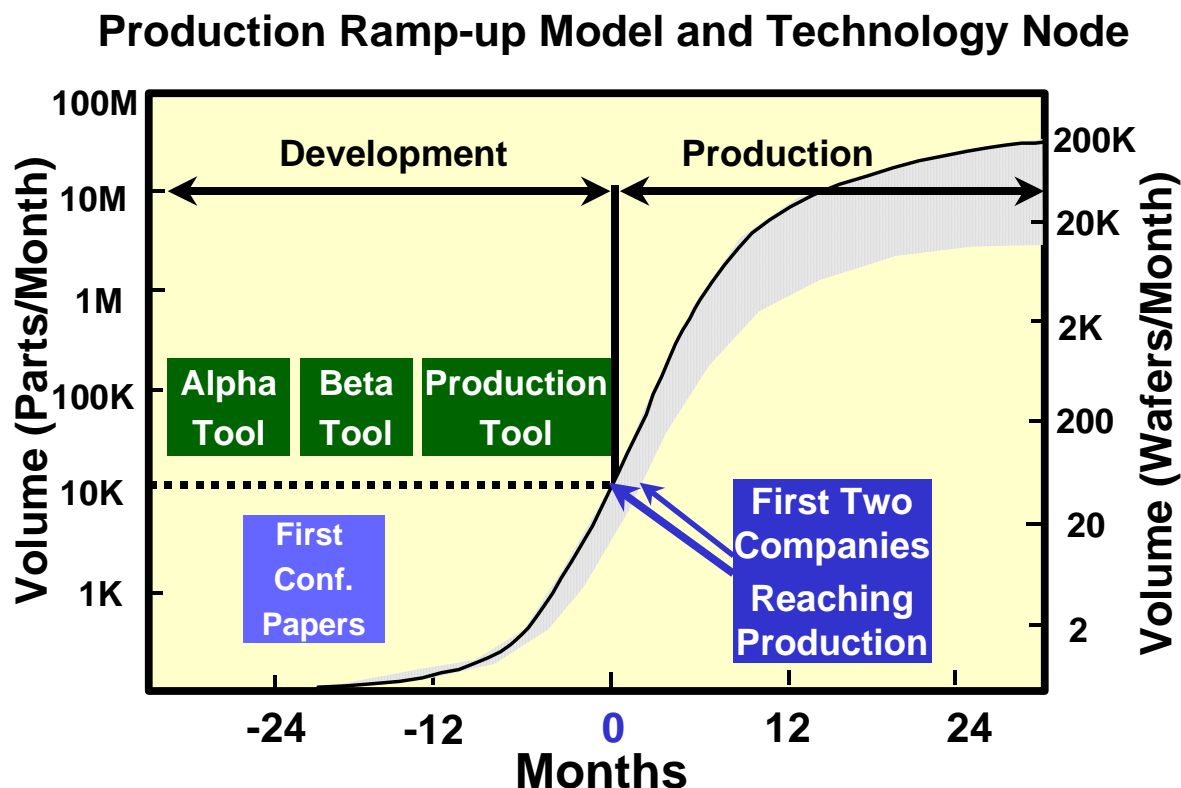 Production Ramp-up Model and Technology Node
Volume (Parts/Month)
100M
10M
1M
100K
10K
1K
Development
Production
Alpha
Tool
Beta
Tool
Production
Tool
First
Conf.
Papers
First Two
Companies
Reaching
Production
200K
20K
2K
200
20
2
Volume (Wafers/Month)
-24
-12
0
12
24
Months